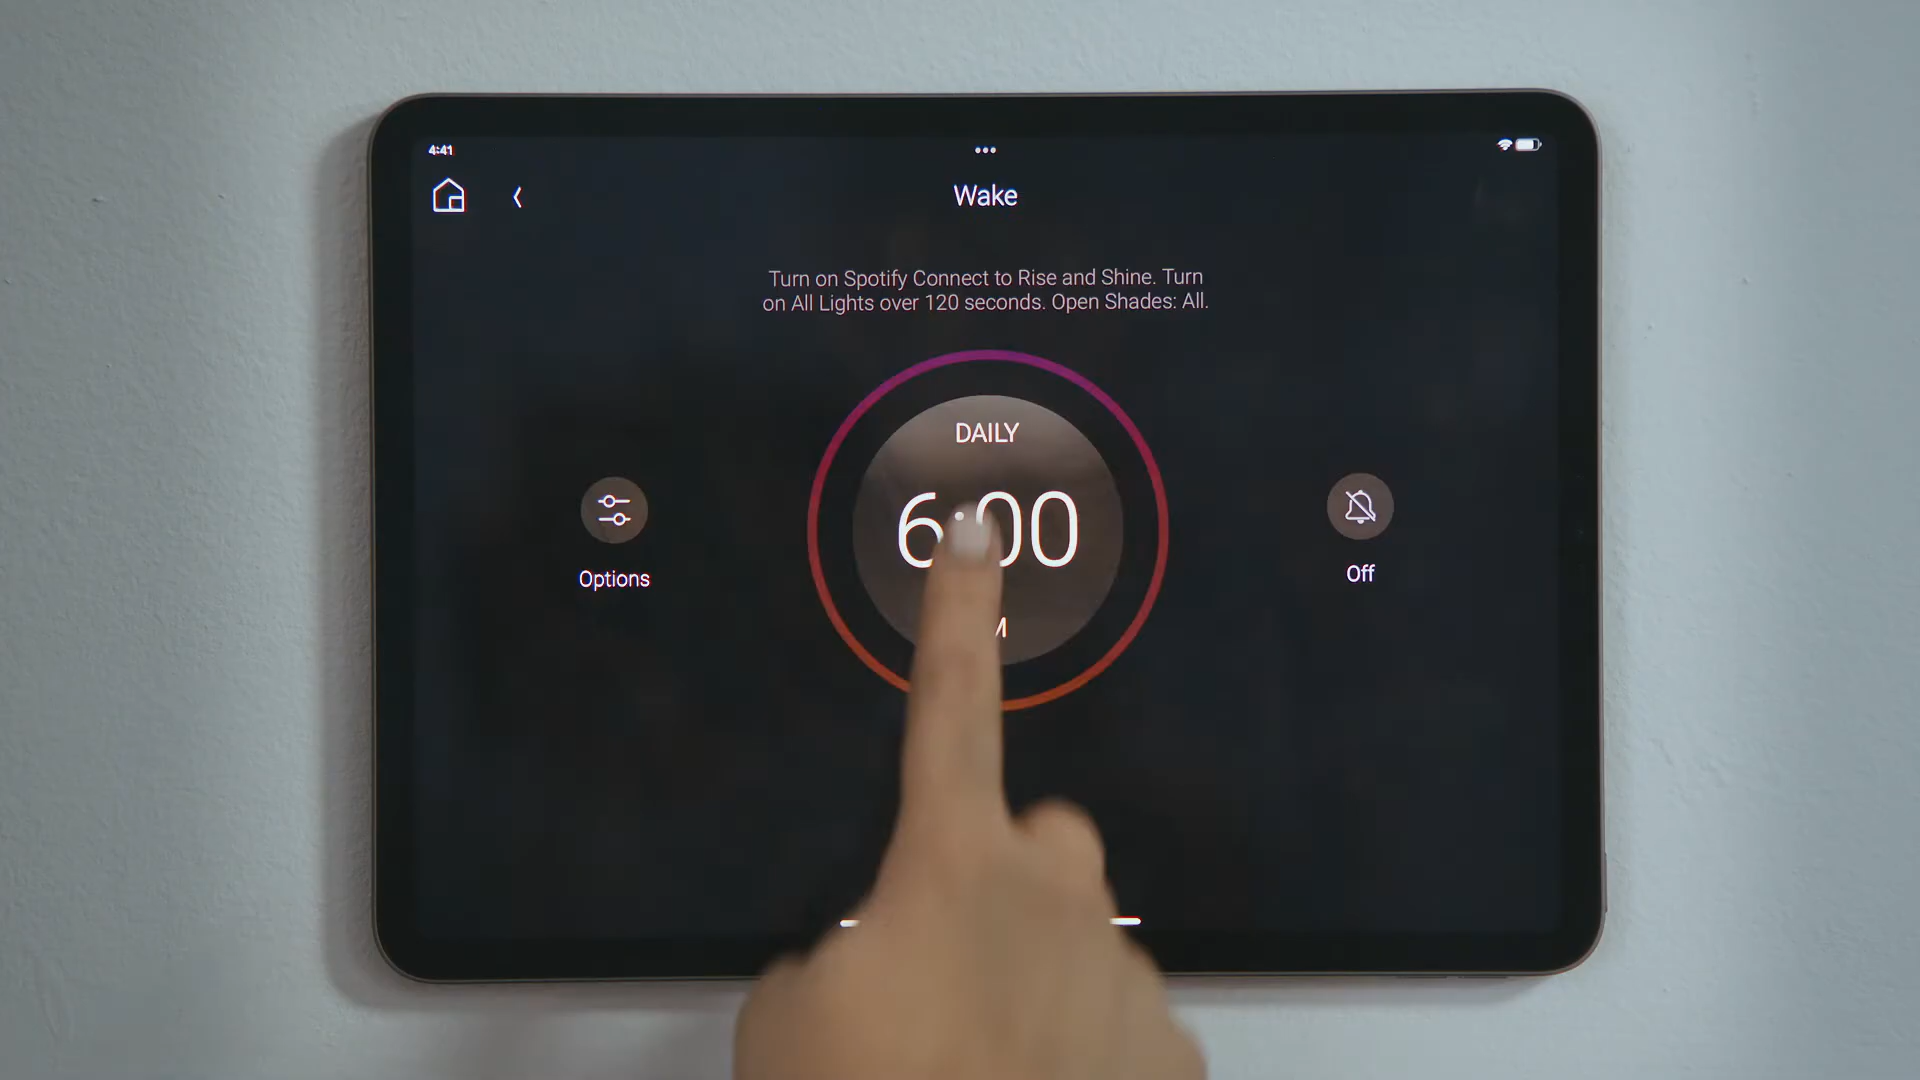 4:41
Wake
Turn on Spotify Connect to Rise and Shine. Turn
on All Lights over 120 seconds. Open Shades: All.
DAILY
6:00
Options
Off